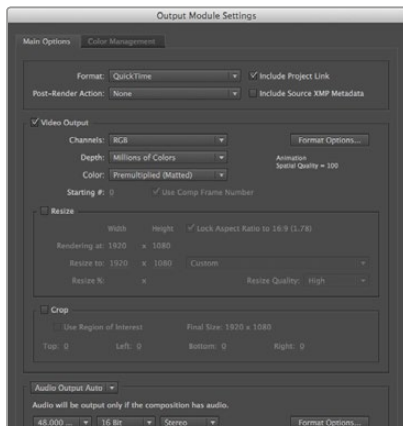 Output Module Settings
Main Options Color Management
Format: QuickTime Include Project Link
Post-Render Action: None Include Source XMP Metadata
Video Output
Channels: RGB Format Options...
Depth: Millions of Colors Animation
Spatial Quality = 100
Color: Premultiplied (Matted)
Starting #: 0 Use Comp Frame Number
Resize
Width Height Lock Aspect Ratio to 16:9 (1.78)
Rendering at: 1920 x 1080
Resize to: 1920 x 1080 Custom
Resize %: x Resize Quality: High
Crop
Use Region of Interest Final Size: 1920 x 1080
Top: 0 Left: 0 Bottom: 0 Right: 0
Audio Output Auto
Audio will be output only if the composition has audio.
48.000 ... 16 Bit Stereo Format Options...